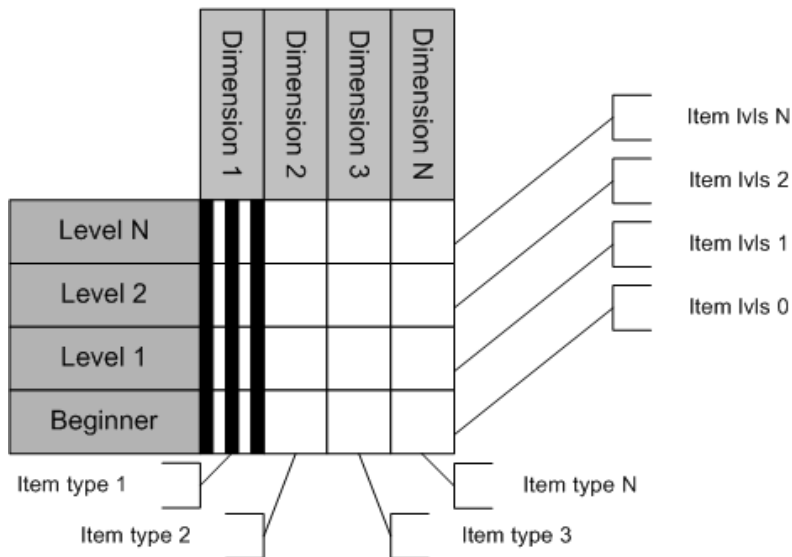 Dimension 1
Dimension 2
Dimension 3
Dimension N
Level N
Level 2
Level 1
Beginner
Item lvls N
Item lvls 2
Item lvls 1
Item lvls 0
Item type 1
Item type N
Item type 2
Item type 3